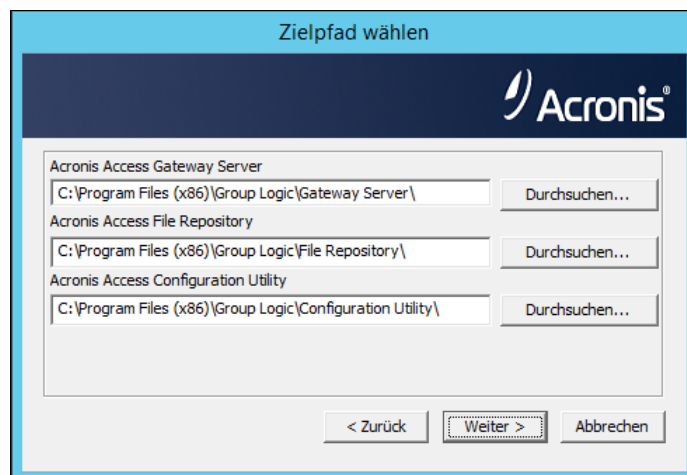 Zielpfad wählen
Acronis®
Acronis Access Gateway Server
C:\Program Files (x86)\Group Logic\Gateway Server\
Durchsuchen...
Acronis Access File Repository
C:\Program Files (x86)\Group Logic\File Repository\
Durchsuchen...
Acronis Access Configuration Utility
C:\Program Files (x86)\Group Logic\Configuration Utility\
Durchsuchen...
< Zurück
Weiter >
Abbrechen